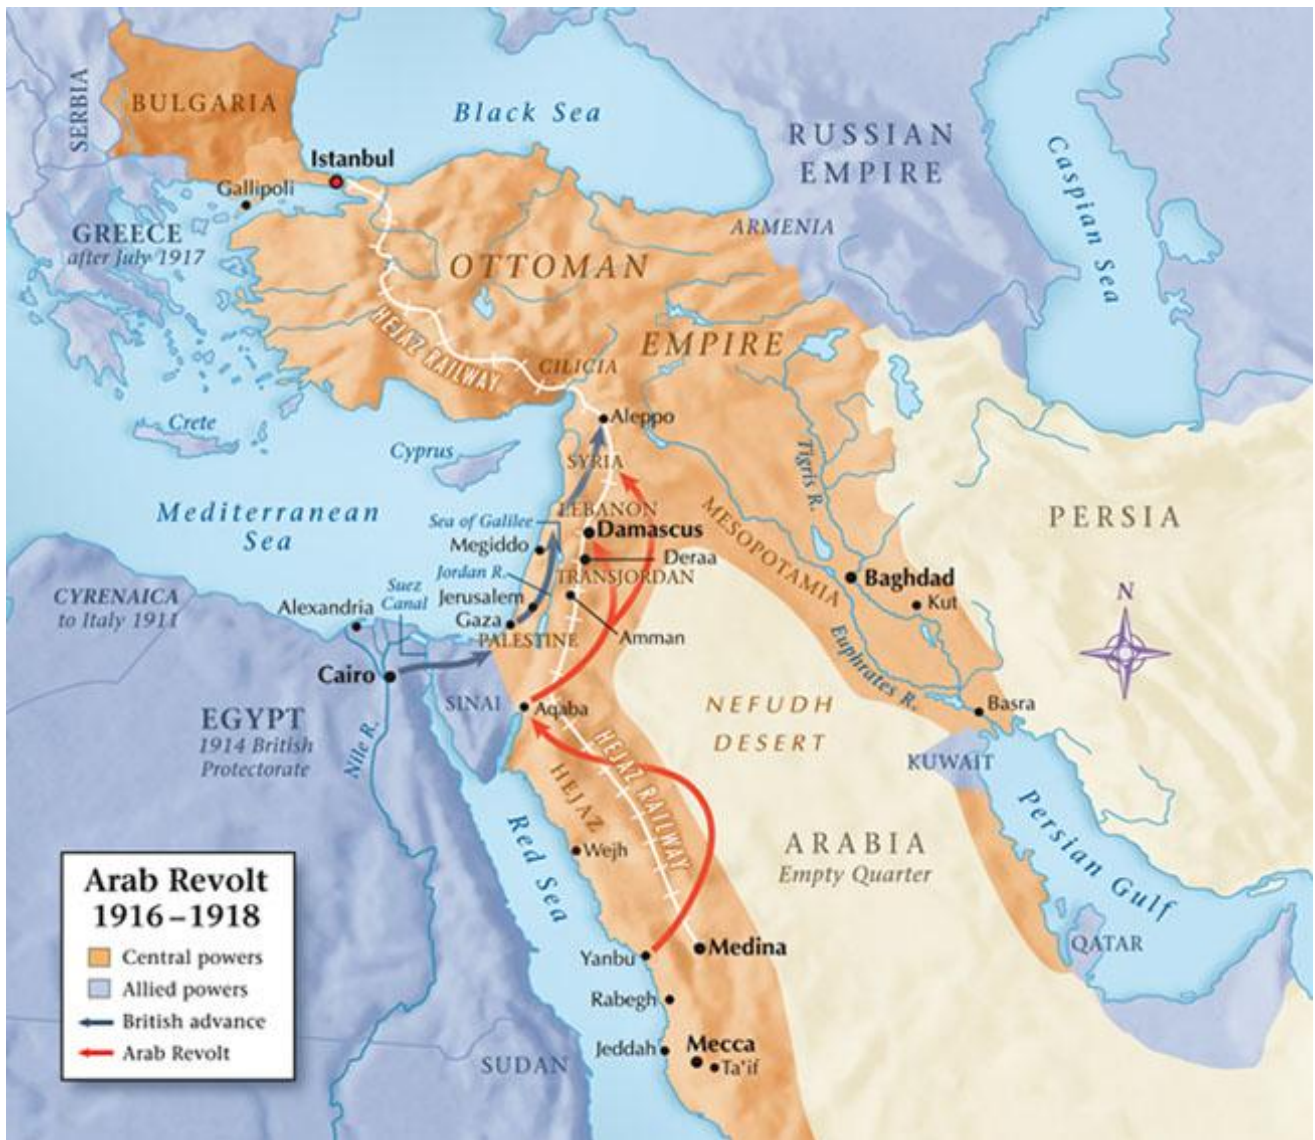 SERBIA
BULGARIA
Black Sea
RUSSIAN
EMPIRE
Caspian Sea
Istanbul
Gallipoli
GREECE
after July 1917
ARMENIA
OTTOMAN
EMPIRE
HEJAZ RAILWAY
CILICIA
Crete
Cyprus
Aleppo
SYRIA
Tigris R.
Mediterranean
Sea
Sea of Galilee
LEBANON
Damascus
MESOPOTAMIA
PERSIA
Megiddo
Deraa
Jordan R.
TRANSJORDAN
Baghdad
Kut
N
CYRENAICA
to Italy 1911
Alexandria
Suez
Canal
Jerusalem
Gaza
PALESTINE
Amman
Euphrates R.
Cairo
SINAI
Aqaba
NEFUDH
DESERT
Basra
EGYPT
1914 British
Protectorate
Nile R.
KUWAIT
HEJAZ
HEJAZ RAILWAY
Persian Gulf
Red Sea
Wejh
ARABIA
Empty Quarter
QATAR
Yanbu
Medina
Rabegh
Jeddah
Mecca
Ta'if
SUDAN
Arab Revolt
1916–1918
Central powers
Allied powers
British advance
Arab Revolt